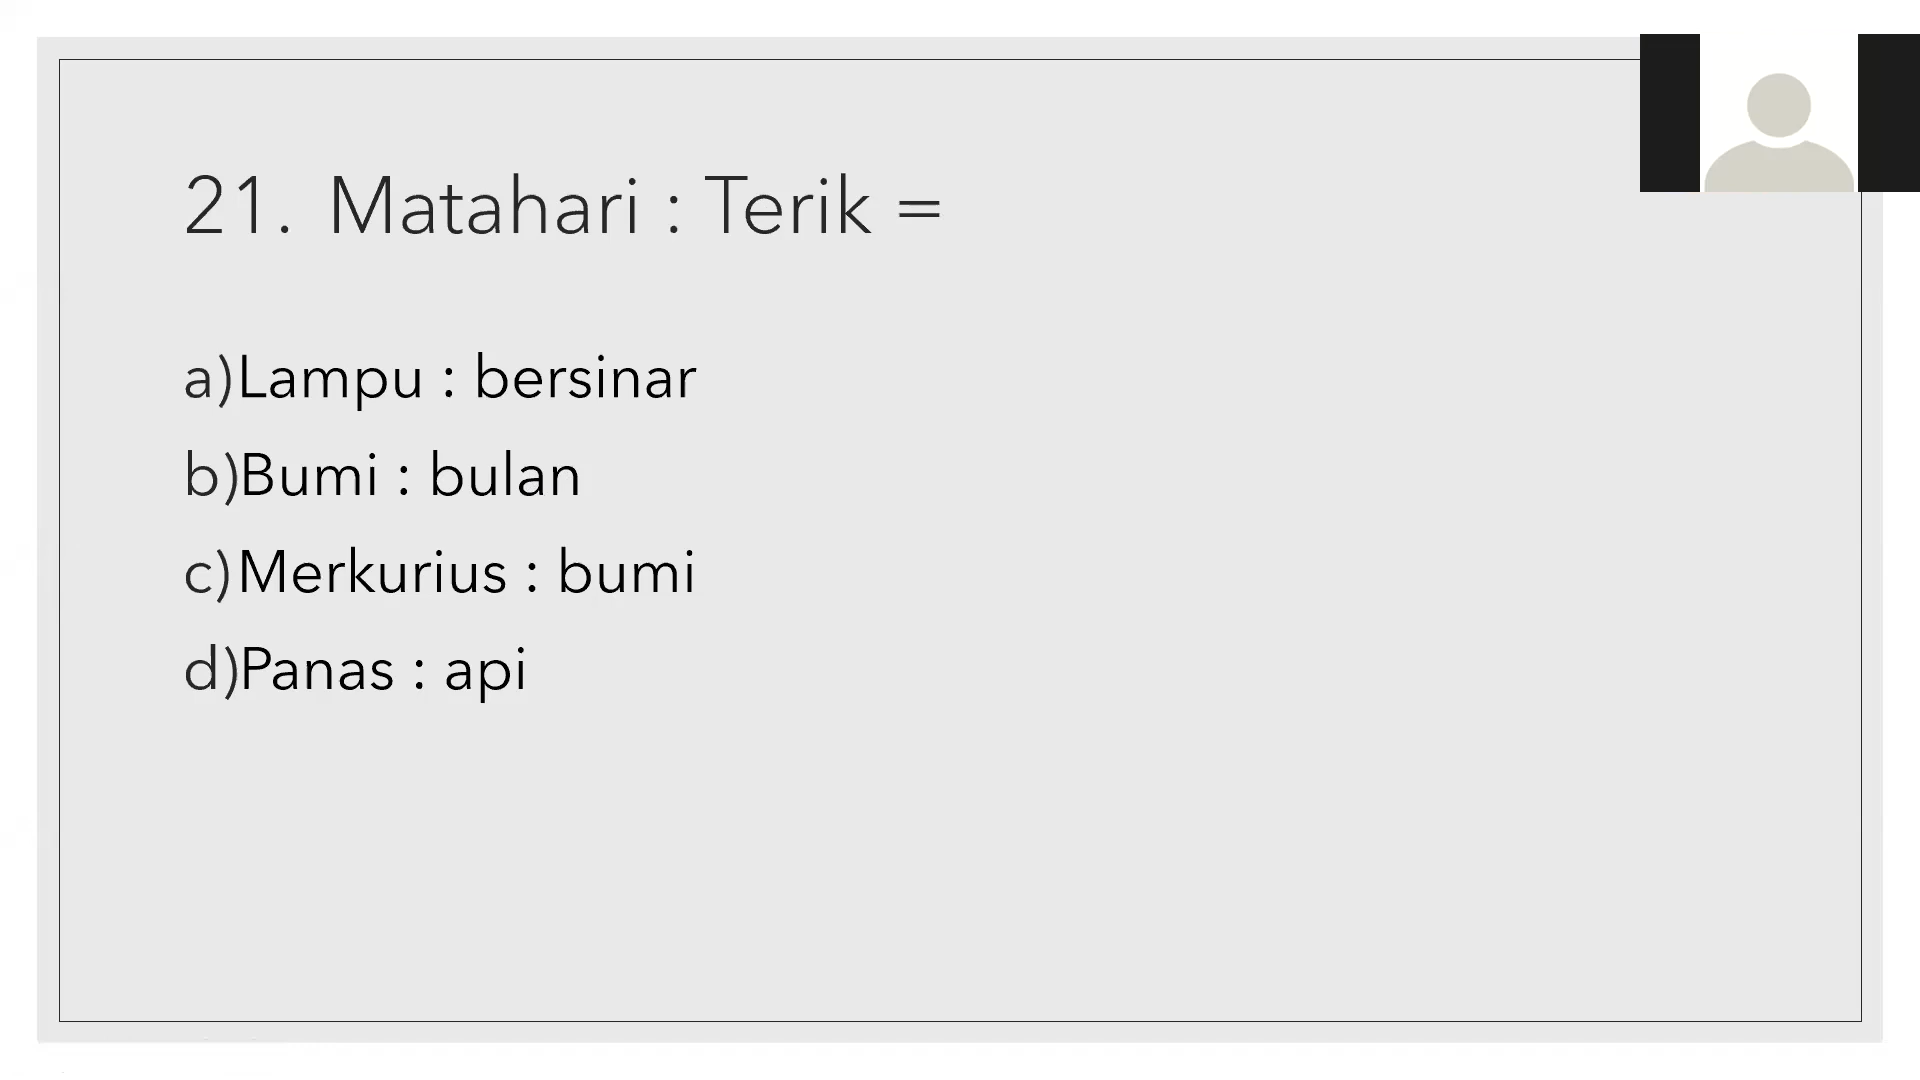 21. Matahari : Terik =
a)Lampu : bersinar
b)Bumi : bulan
c)Merkurius : bumi
d)Panas : api